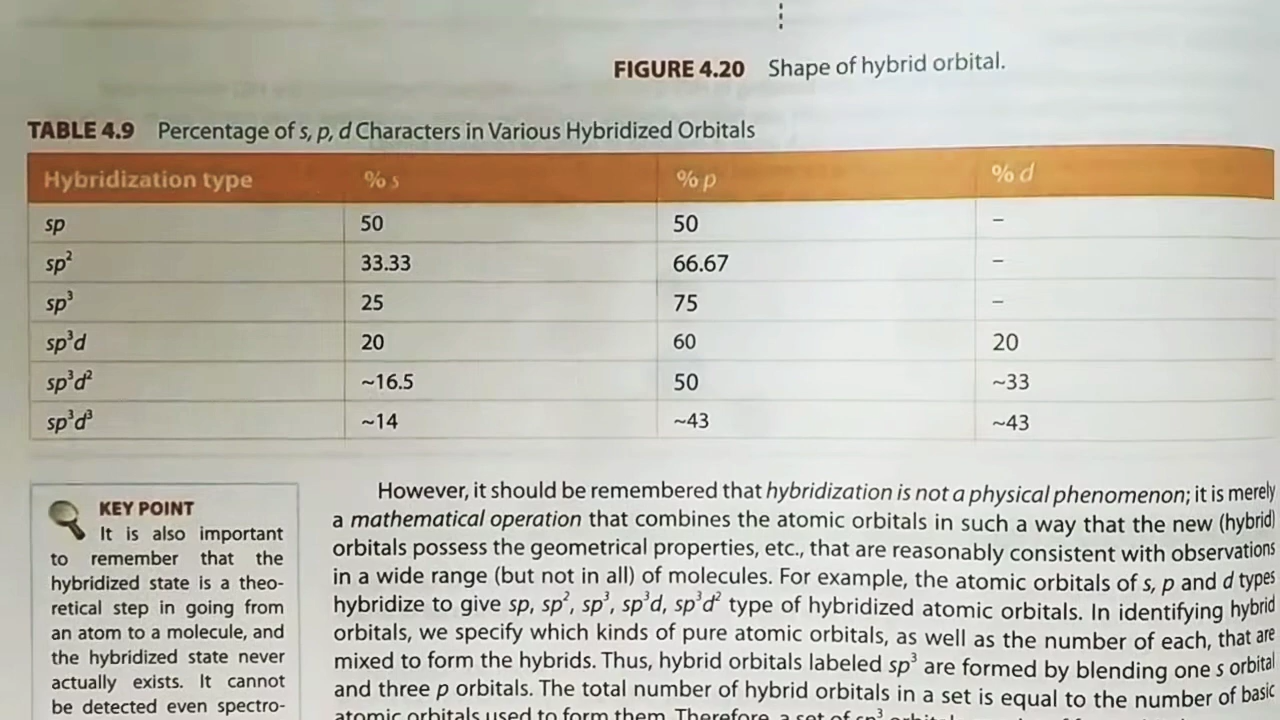 FIGURE 4.20 Shape of hybrid orbital.
TABLE 4.9 Percentage of s, p, d Characters in Various Hybridized Orbitals
Hybridization type % s % p % d
sp 50 50 –
sp² 33.33 66.67 –
sp³ 25 75 –
sp³d 20 60 20
sp³d² ~16.5 50 ~33
sp³d³ ~14 ~43 ~43
KEY POINT
It is also important
to remember that the
hybridized state is a theo-
retical step in going from
an atom to a molecule, and
the hybridized state never
actually exists. It cannot
be detected even spectro-
However, it should be remembered that hybridization is not a physical phenomenon; it is merely
a mathematical operation that combines the atomic orbitals in such a way that the new (hybrid)
orbitals possess the geometrical properties, etc., that are reasonably consistent with observations
in a wide range (but not in all) of molecules. For example, the atomic orbitals of s, p and d types
hybridize to give sp, sp², sp³, sp³d, sp³d² type of hybridized atomic orbitals. In identifying hybrid
orbitals, we specify which kinds of pure atomic orbitals, as well as the number of each, that are
mixed to form the hybrids. Thus, hybrid orbitals labeled sp³ are formed by blending one s orbital
and three p orbitals. The total number of hybrid orbitals in a set is equal to the number of basic
atomic orbitals used to form them. Therefore, a set of sp³